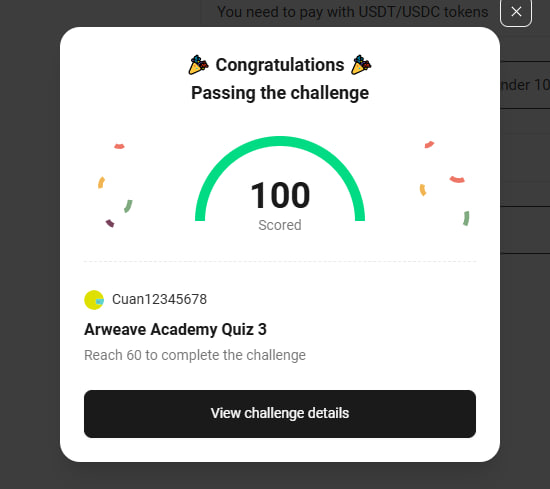 You need to pay with USDT/USDC tokens
🎉 Congratulations 🎉
Passing the challenge
nder 10
100
Scored
Cuan12345678
Arweave Academy Quiz 3
Reach 60 to complete the challenge
View challenge details